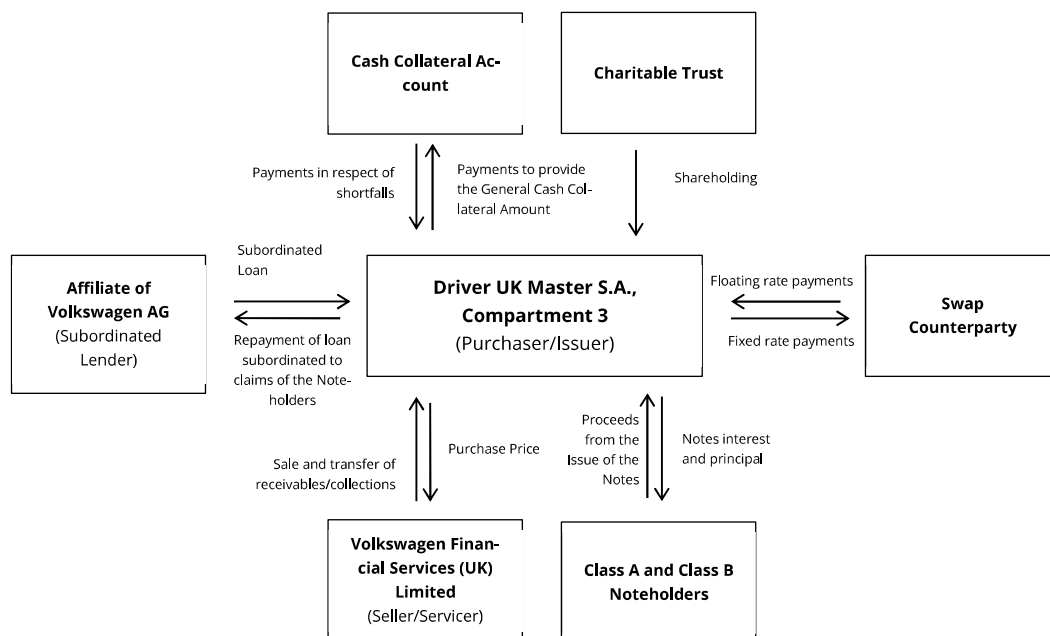 Cash Collateral Ac-
count
Charitable Trust
Payments in respect of
shortfalls
Payments to provide
the General Cash Col-
lateral Amount
Shareholding
Affiliate of
Volkswagen AG
(Subordinated
Lender)
Subordinated
Loan
Repayment of loan
subordinated to
claims of the Note-
holders
Driver UK Master S.A.,
Compartment 3
(Purchaser/Issuer)
Floating rate payments
Fixed rate payments
Swap
Counterparty
Sale and transfer of
receivables/collections
Purchase Price
Proceeds
from the
Issue of the
Notes
Notes interest
and principal
Volkswagen Finan-
cial Services (UK)
Limited
(Seller/Servicer)
Class A and Class B
Noteholders